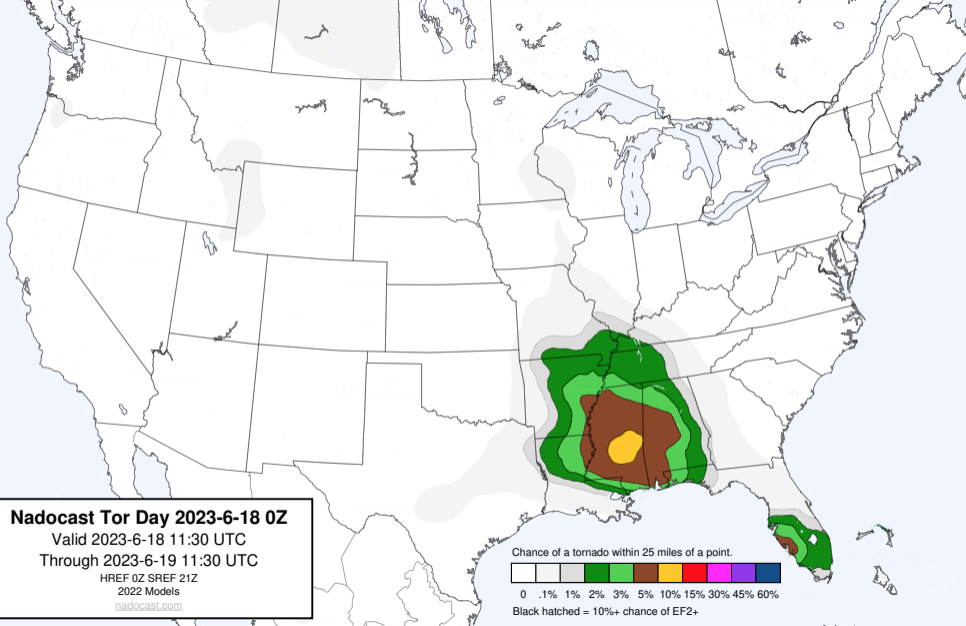 Nadocast Tor Day 2023-6-18 0Z
Valid 2023-6-18 11:30 UTC
Through 2023-6-19 11:30 UTC
HREF 0Z SREF 21Z
2022 Models
nadocast.com
Chance of a tornado within 25 miles of a point.
0 .1% 1% 2% 3% 5% 10% 15% 30% 45% 60%
Black hatched = 10%+ chance of EF2+